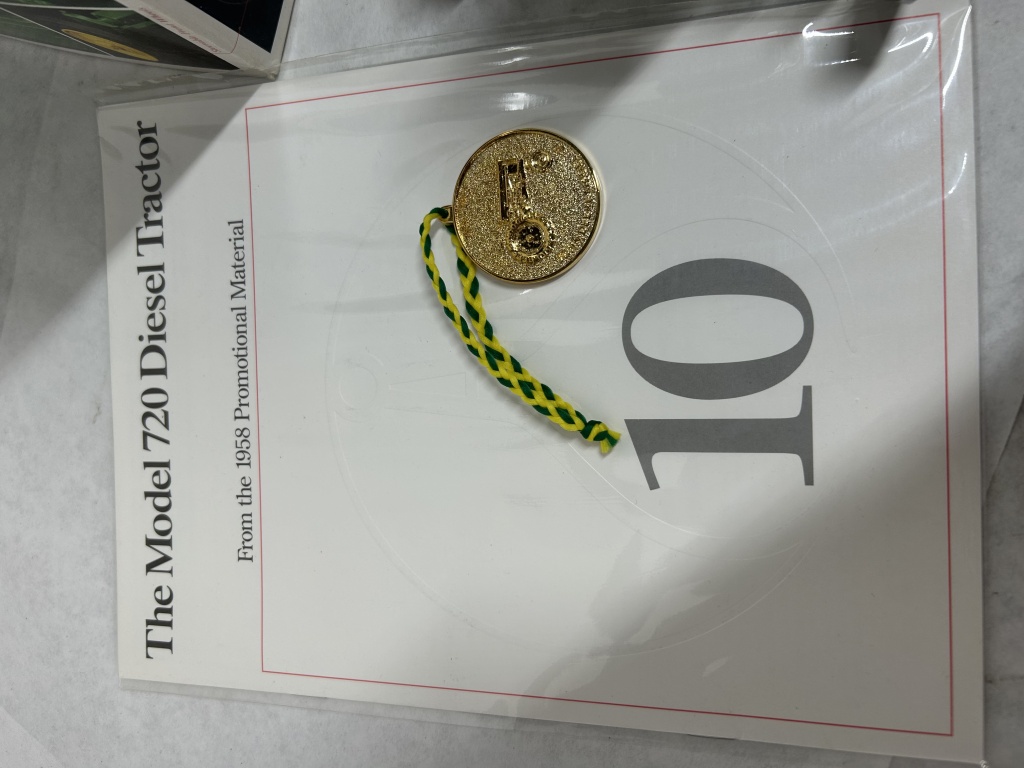 The Model 720 Diesel Tractor
From the 1958 Promotional Material
10